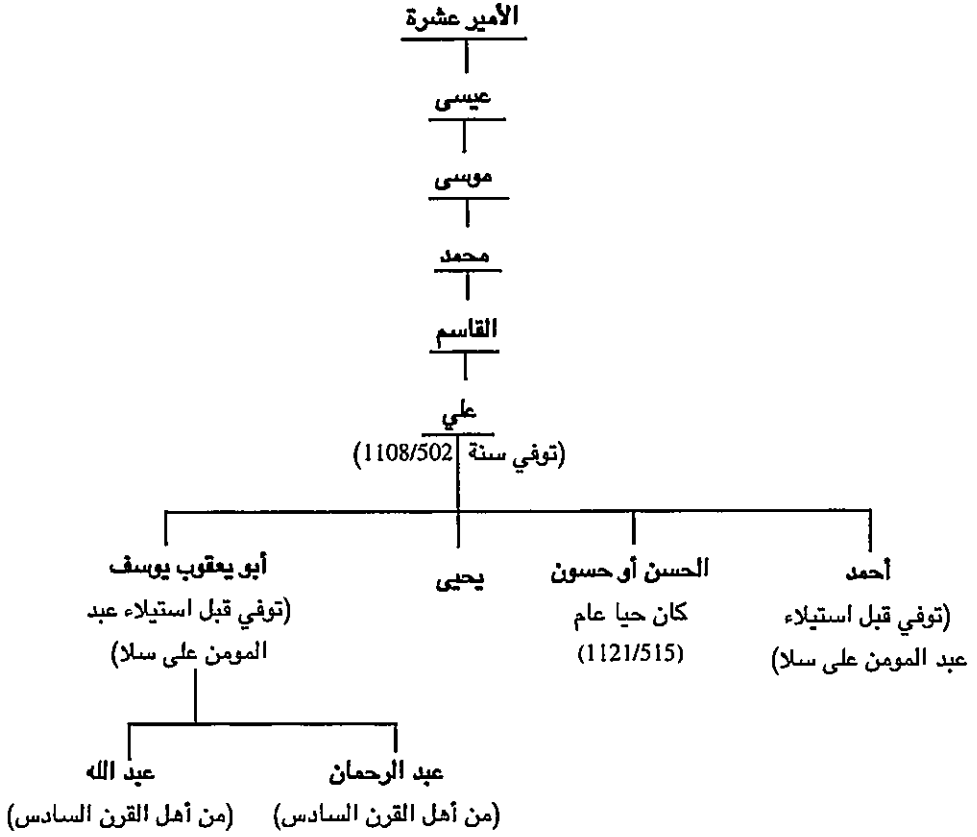 الأمير عشرة
عيسى
موسى
محمد
القاسم
علي
(توفي سنة 1108/502)
أحمد
(توفي قبل استيلاء
عبد المومن على سلا)
الحسن أو حسون
كان حيا عام
(1121/515)
يحيى
أبو يعقوب يوسف
(توفي قبل استيلاء عبد
المومن على سلا)
عبد الرحمان
(من أهل القرن السادس)
عبد الله
(من أهل القرن السادس)